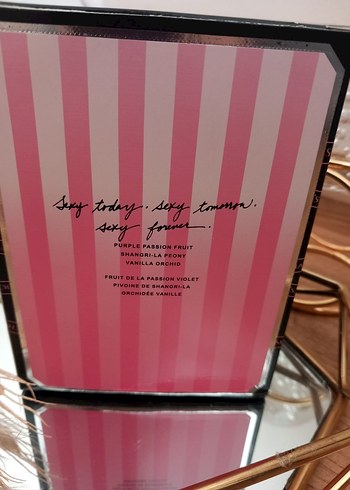 Sexy today. sexy tomorrow.
sexy forever.
PURPLE PASSION FRUIT
SHANGRI-LA PEONY
VANILLA ORCHID
FRUIT DE LA PASSION VIOLET
PIVOINE DE SHANGRI-LA
ORCHIDÉE VANILLE